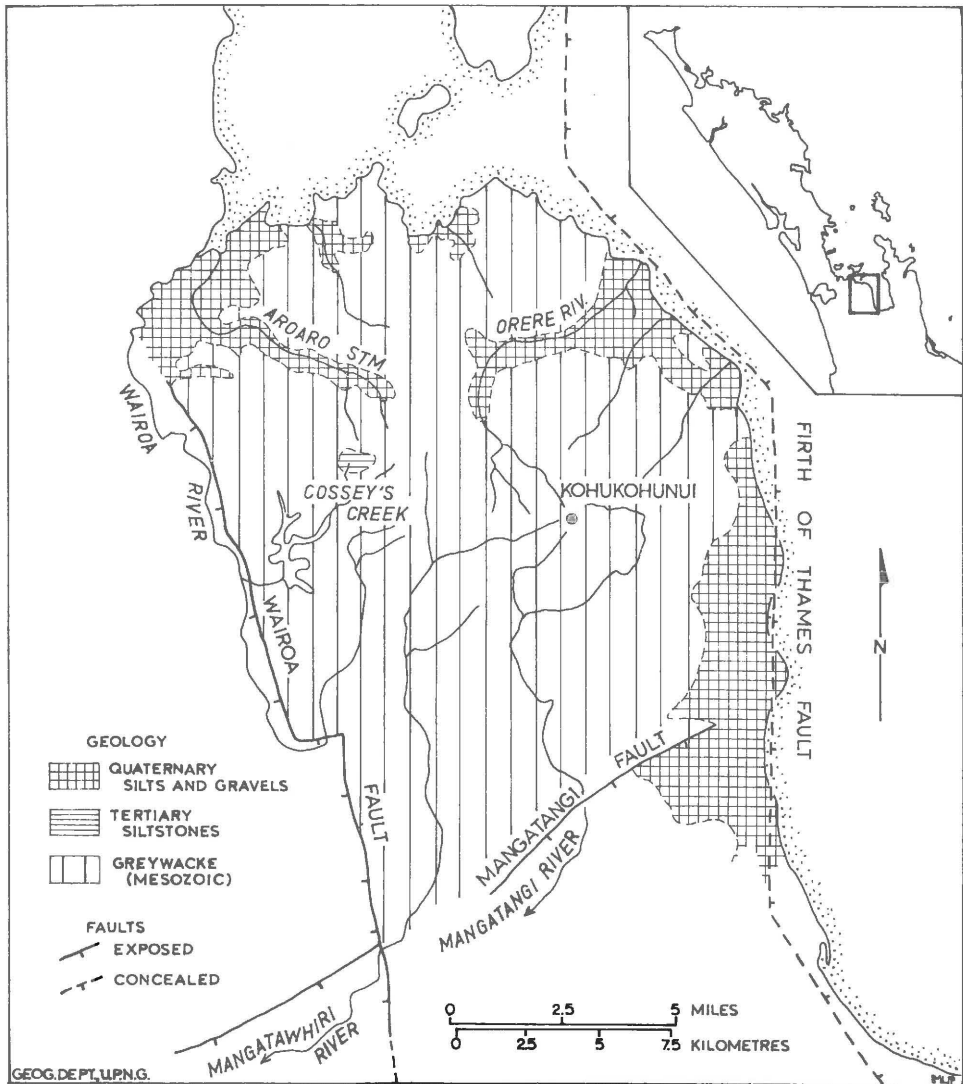 AROARO STM.
ORERE RIV.
WAIROA
RIVER
COSSEY'S
CREEK
KOHUKOHUNUI
FIRTH OF THAMES FAULT
N
WAIROA
FAULT
MANGATANGI FAULT
MANGATANGI RIVER
MANGATAWHIRI
RIVER
GEOLOGY
QUATERNARY
SILTS AND GRAVELS
TERTIARY
SILTSTONES
GREYWACKE
(MESOZOIC)
FAULTS
EXPOSED
CONCEALED
0 2.5 5 MILES
0 2.5 5 7.5 KILOMETRES
GEOG.DEPT.,U.P.N.G.